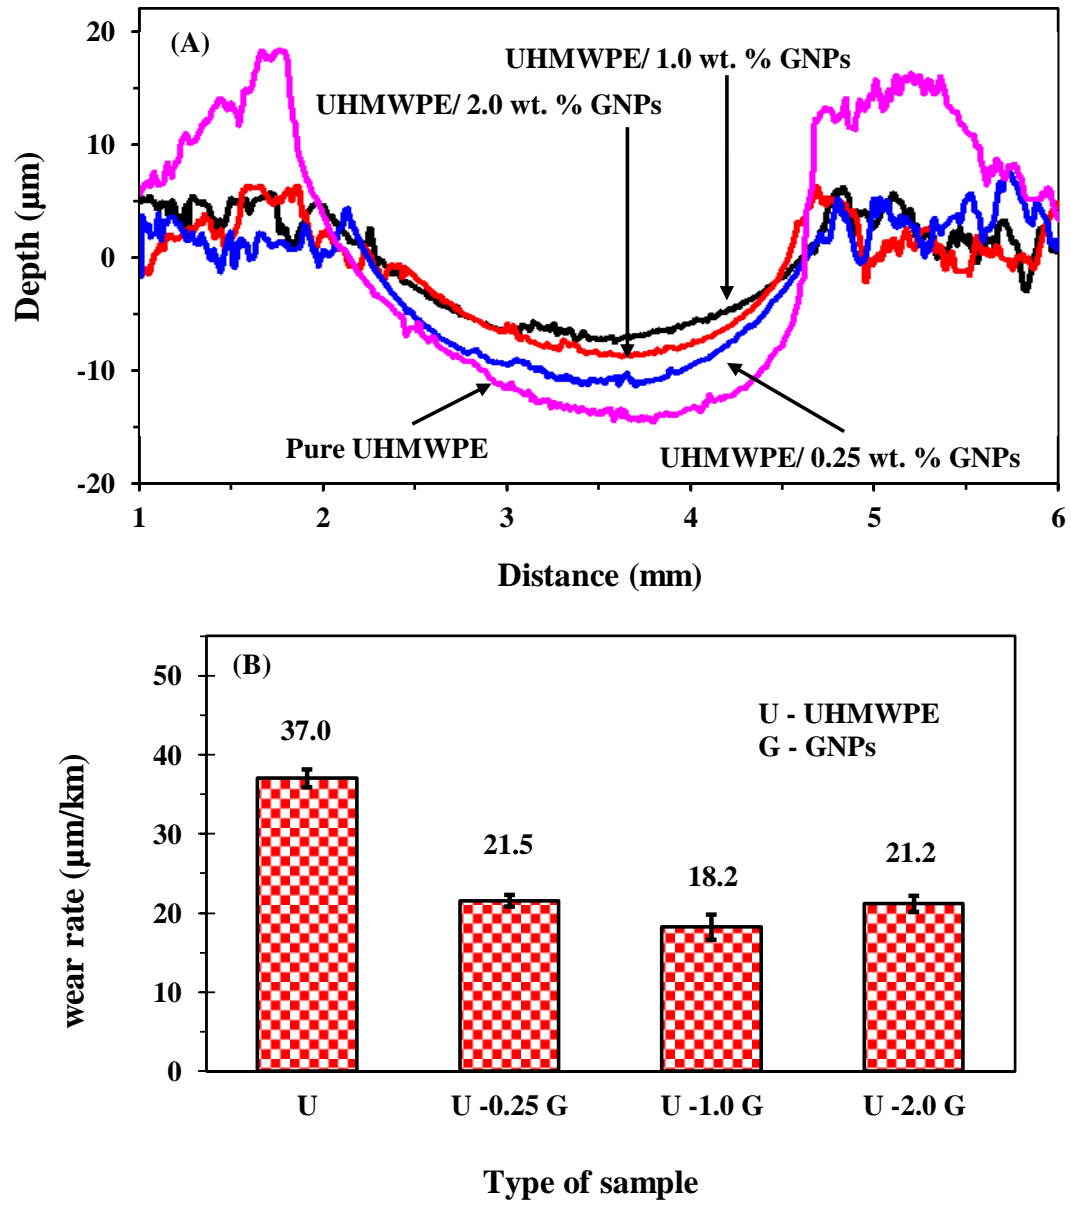 (A)
UHMWPE/ 1.0 wt. % GNPs
UHMWPE/ 2.0 wt. % GNPs
Pure UHMWPE
UHMWPE/ 0.25 wt. % GNPs
Depth (µm)
20
10
0
-10
-20
1 2 3 4 5 6
Distance (mm)
(B)
U - UHMWPE
G - GNPs
wear rate (µm/km)
50
40
30
20
10
0
37.0
21.5
18.2
21.2
U U -0.25 G U -1.0 G U -2.0 G
Type of sample